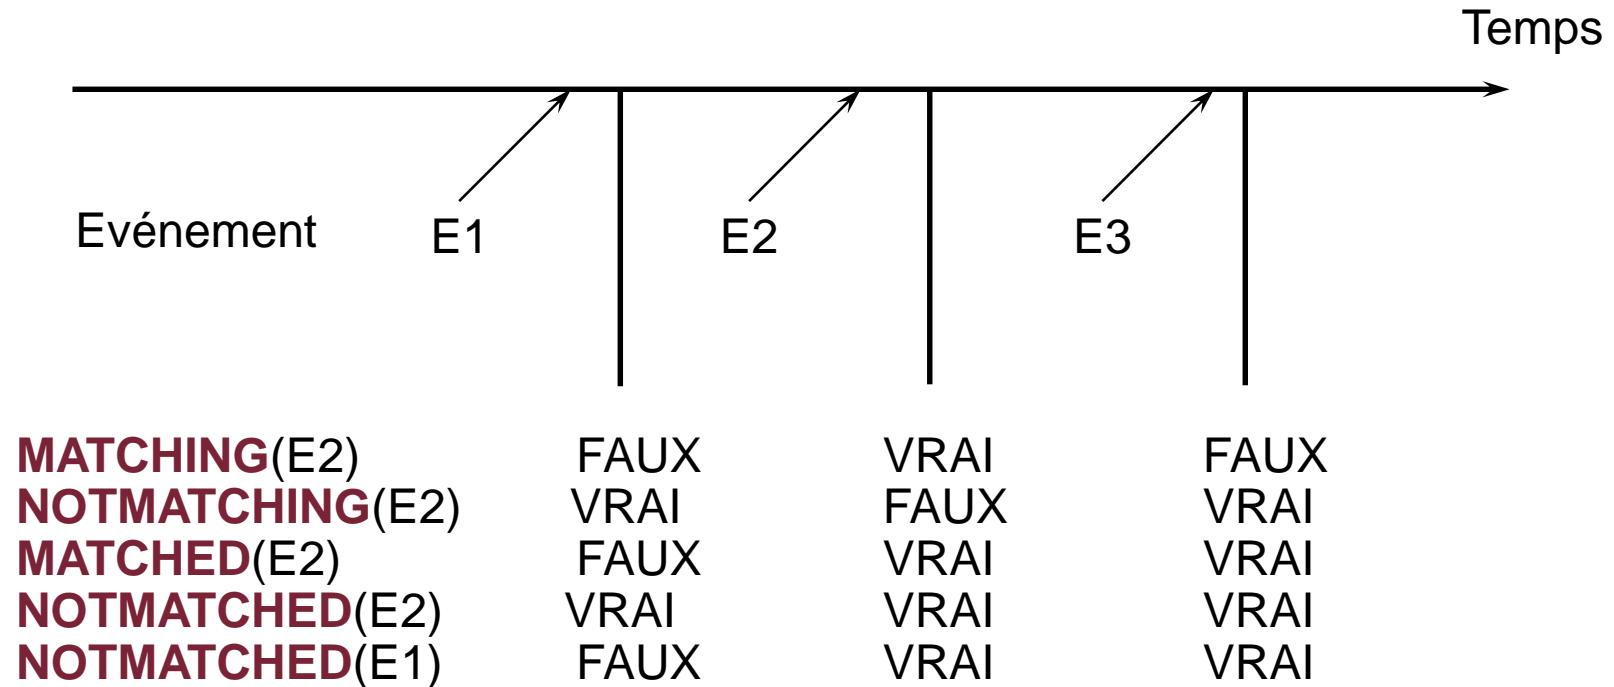 Temps
Evénement E1 E2 E3
MATCHING(E2) FAUX VRAI FAUX
NOTMATCHING(E2) VRAI FAUX VRAI
MATCHED(E2) FAUX VRAI VRAI
NOTMATCHED(E2) VRAI VRAI VRAI
NOTMATCHED(E1) FAUX VRAI VRAI